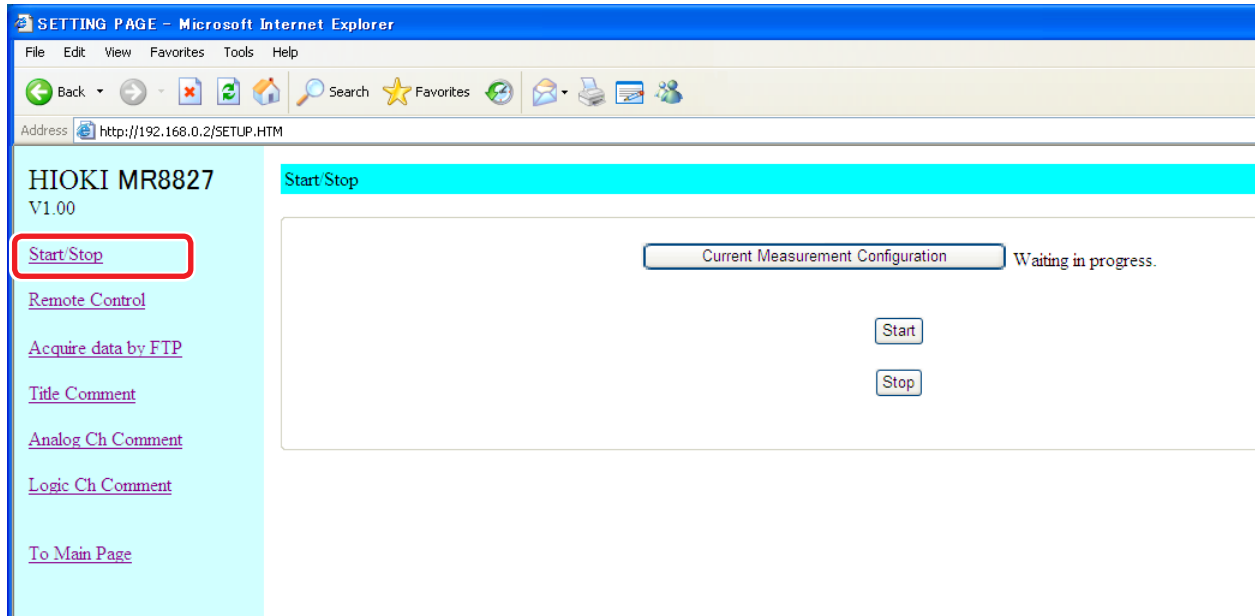 SETTING PAGE - Microsoft Internet Explorer
File Edit View Favorites Tools Help
Back Search Favorites
Address http://192.168.0.2/SETUP.HTM
HIOKI MR8827
V1.00
Start/Stop
Remote Control
Acquire data by FTP
Title Comment
Analog Ch Comment
Logic Ch Comment
To Main Page
Start/Stop
Current Measurement Configuration Waiting in progress.
Start
Stop